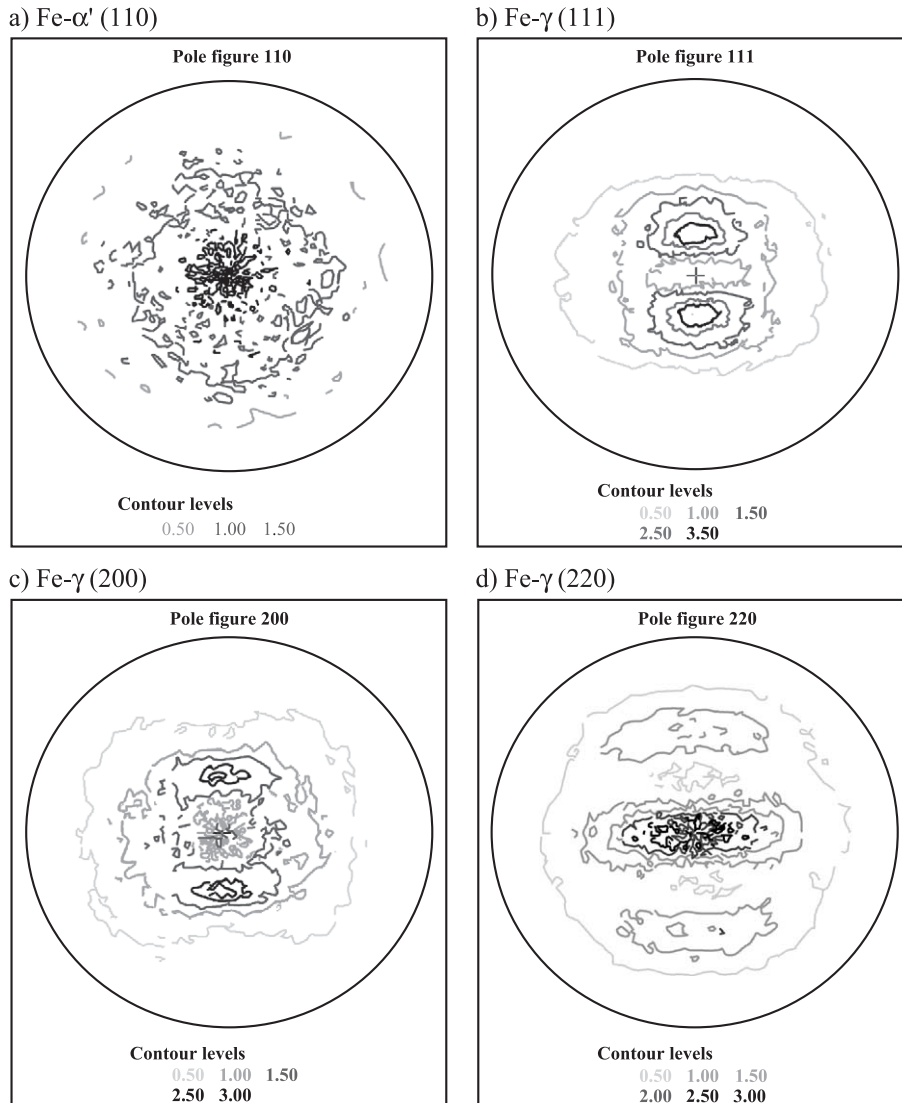 a) Fe-α' (110)
Pole figure 110
Contour levels
0.50 1.00 1.50
b) Fe-γ (111)
Pole figure 111
Contour levels
0.50 1.00 1.50
2.50 3.50
c) Fe-γ (200)
Pole figure 200
Contour levels
0.50 1.00 1.50
2.50 3.00
d) Fe-γ (220)
Pole figure 220
Contour levels
0.50 1.00 1.50
2.00 2.50 3.00